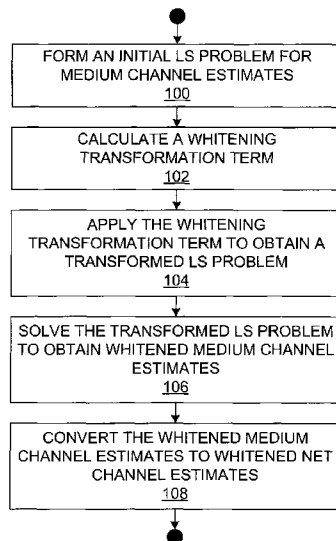 FORM AN INITIAL LS PROBLEM FOR
MEDIUM CHANNEL ESTIMATES
100
CALCULATE A WHITENING
TRANSFORMATION TERM
102
APPLY THE WHITENING
TRANSFORMATION TERM TO OBTAIN A
TRANSFORMED LS PROBLEM
104
SOLVE THE TRANSFORMED LS PROBLEM
TO OBTAIN WHITENED MEDIUM CHANNEL
ESTIMATES
106
CONVERT THE WHITENED MEDIUM
CHANNEL ESTIMATES TO WHITENED NET
CHANNEL ESTIMATES
108